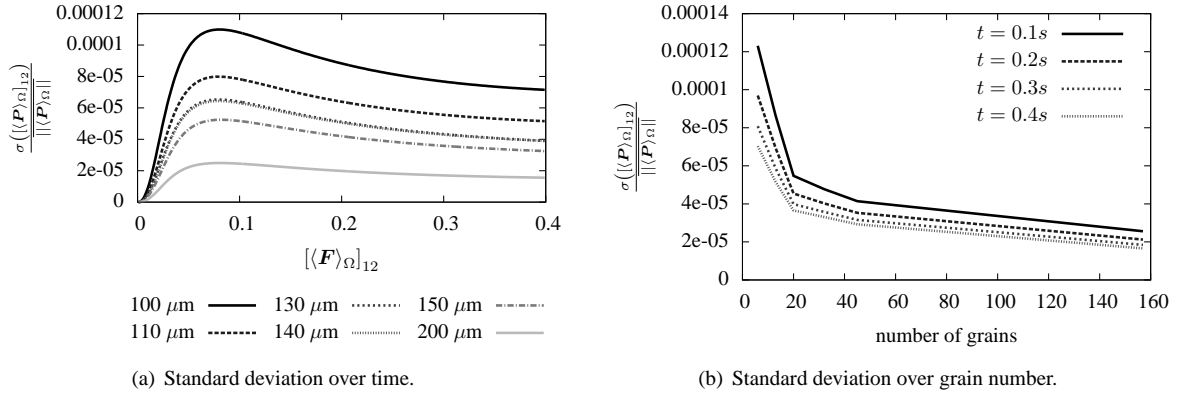 0.00012
0.0001
8e-05
6e-05
4e-05
2e-05
0
σ([⟨P⟩Ω]12)
||⟨P⟩Ω||
0 0.1 0.2 0.3 0.4
[⟨F⟩Ω]12
100 μm 130 μm 150 μm
110 μm 140 μm 200 μm
(a) Standard deviation over time.
0.00014
0.00012
0.0001
8e-05
6e-05
4e-05
2e-05
0
σ([⟨P⟩Ω]12)
||⟨P⟩Ω||
t = 0.1s
t = 0.2s
t = 0.3s
t = 0.4s
0 20 40 60 80 100 120 140 160
number of grains
(b) Standard deviation over grain number.